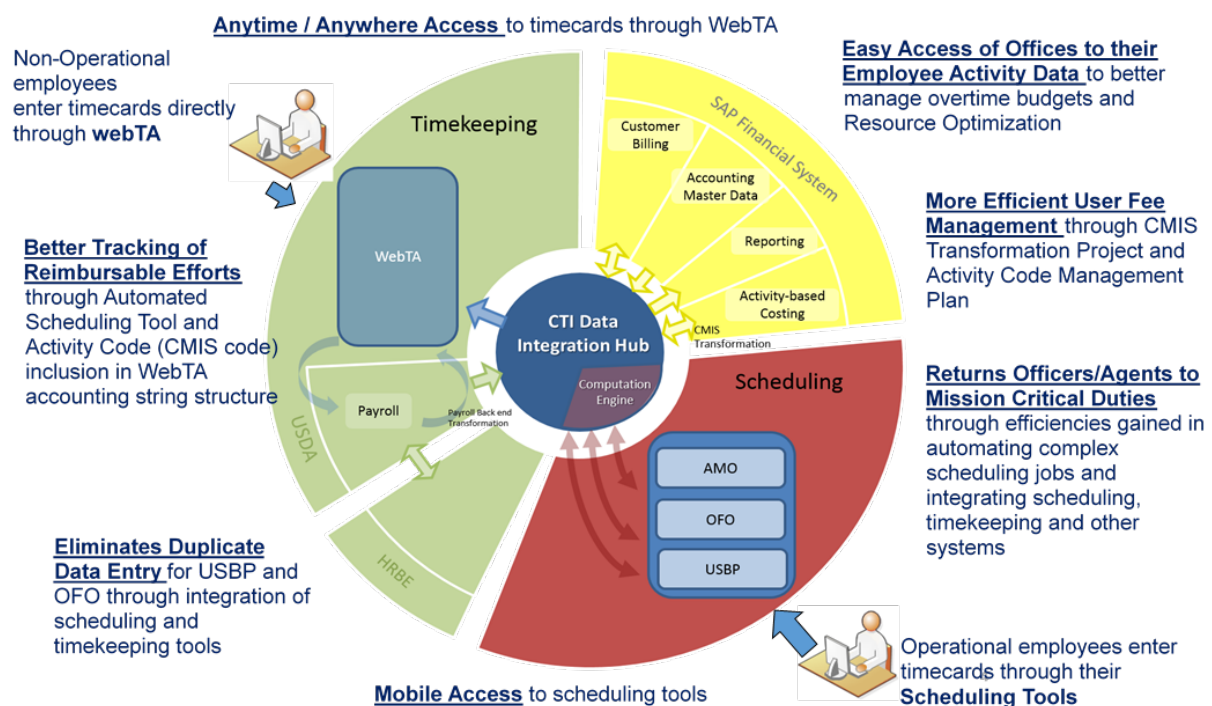 Anytime / Anywhere Access to timecards through WebTA
Non-Operational
employees
enter timecards directly
through webTA
Better Tracking of
Reimbursable Efforts
through Automated
Scheduling Tool and
Activity Code (CMIS code)
inclusion in WebTA
accounting string structure
Eliminates Duplicate
Data Entry for USBP and
OFO through integration of
scheduling and
timekeeping tools
Timekeeping
WebTA
Payroll
Payroll Back end
Transformation
USDA
HRBE
CTI Data
Integration Hub
Computation
Engine
SAP Financial System
Customer
Billing
Accounting
Master Data
Reporting
Activity-based
Costing
CMIS
Transformation
Scheduling
AMO
OFO
USBP
Easy Access of Offices to their
Employee Activity Data to better
manage overtime budgets and
Resource Optimization
More Efficient User Fee
Management through CMIS
Transformation Project and
Activity Code Management
Plan
Returns Officers/Agents to
Mission Critical Duties
through efficiencies gained in
automating complex
scheduling jobs and
integrating scheduling,
timekeeping and other
systems
Operational employees enter
timecards through their
Scheduling Tools
Mobile Access to scheduling tools